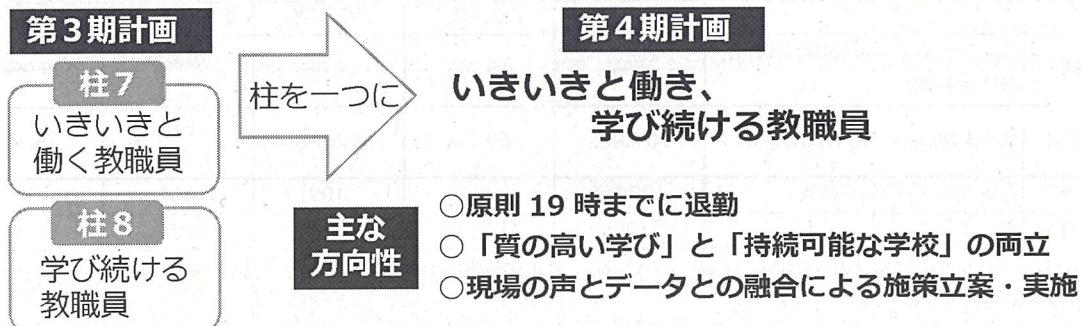 第３期計画
柱７
いきいきと
働く教職員
柱８
学び続ける
教職員
柱を一つに
第４期計画
いきいきと働き、
学び続ける教職員
主な
方向性
○原則 19 時までに退勤
○「質の高い学び」と「持続可能な学校」の両立
○現場の声とデータとの融合による施策立案・実施